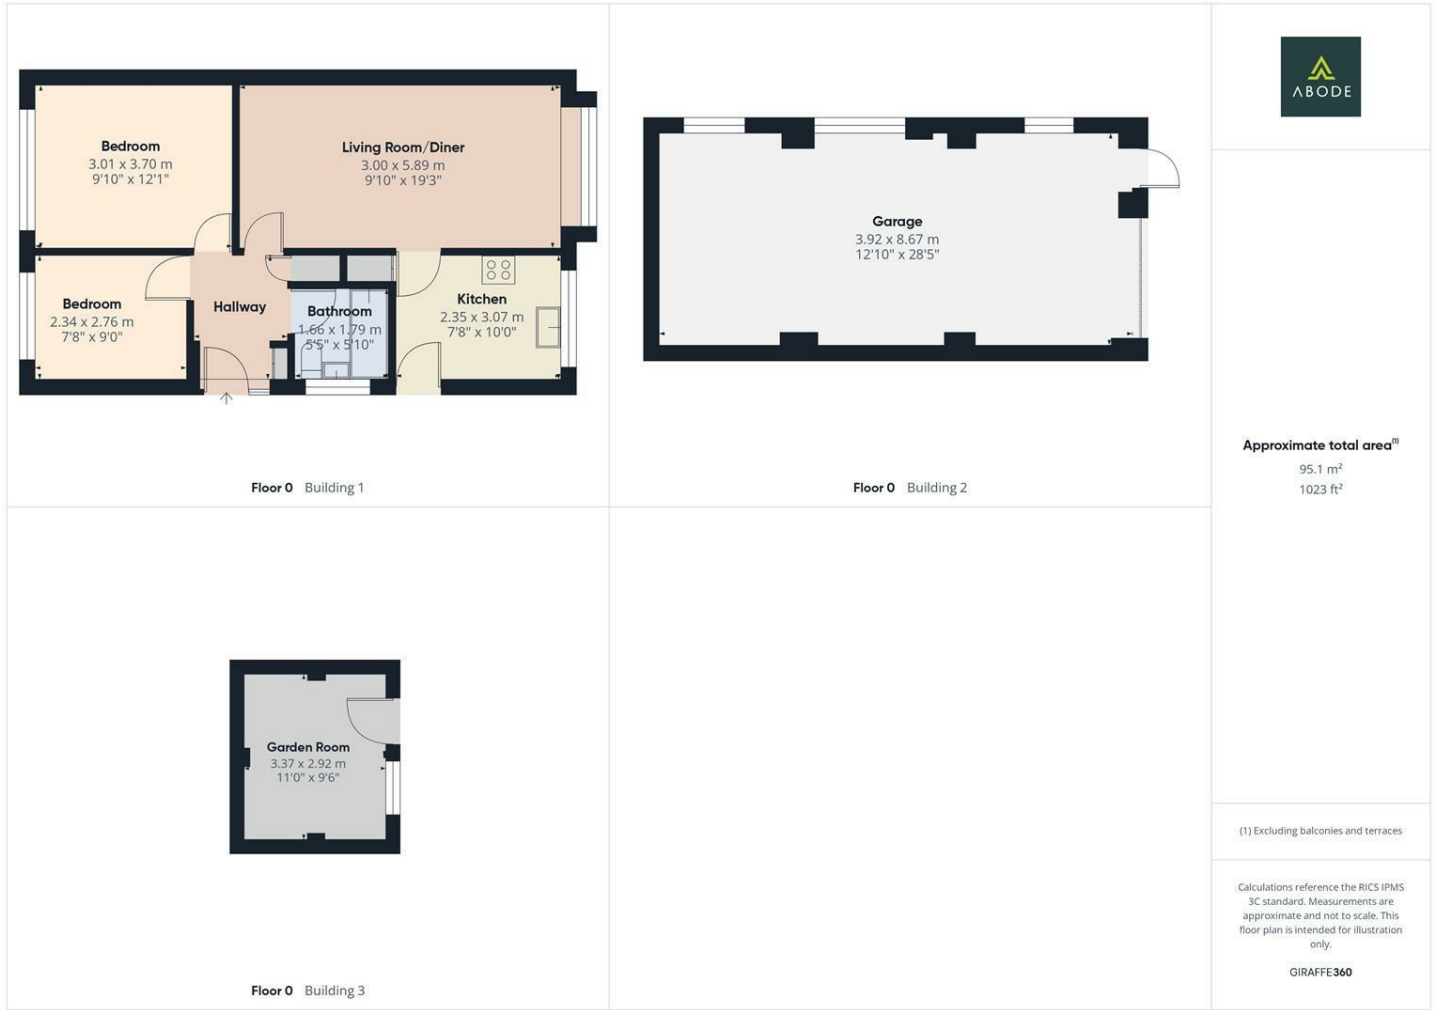 Bedroom
3.01 x 3.70 m
9'10" x 12'1"
Living Room/Diner
3.00 x 5.89 m
9'10" x 19'3"
Bedroom
2.34 x 2.76 m
7'8" x 9'0"
Hallway
Bathroom
1.66 x 1.79 m
5'5" x 5'10"
Kitchen
2.35 x 3.07 m
7'8" x 10'0"
Floor 0 Building 1
Garage
3.92 x 8.67 m
12'10" x 28'5"
Floor 0 Building 2
Garden Room
3.37 x 2.92 m
11'0" x 9'6"
Floor 0 Building 3
ABODE
Approximate total area(1)
95.1 m²
1023 ft²
(1) Excluding balconies and terraces
Calculations reference the RICS IPMS
3C standard. Measurements are
approximate and not to scale. This
floor plan is intended for illustration
only.
GIRAFFE360